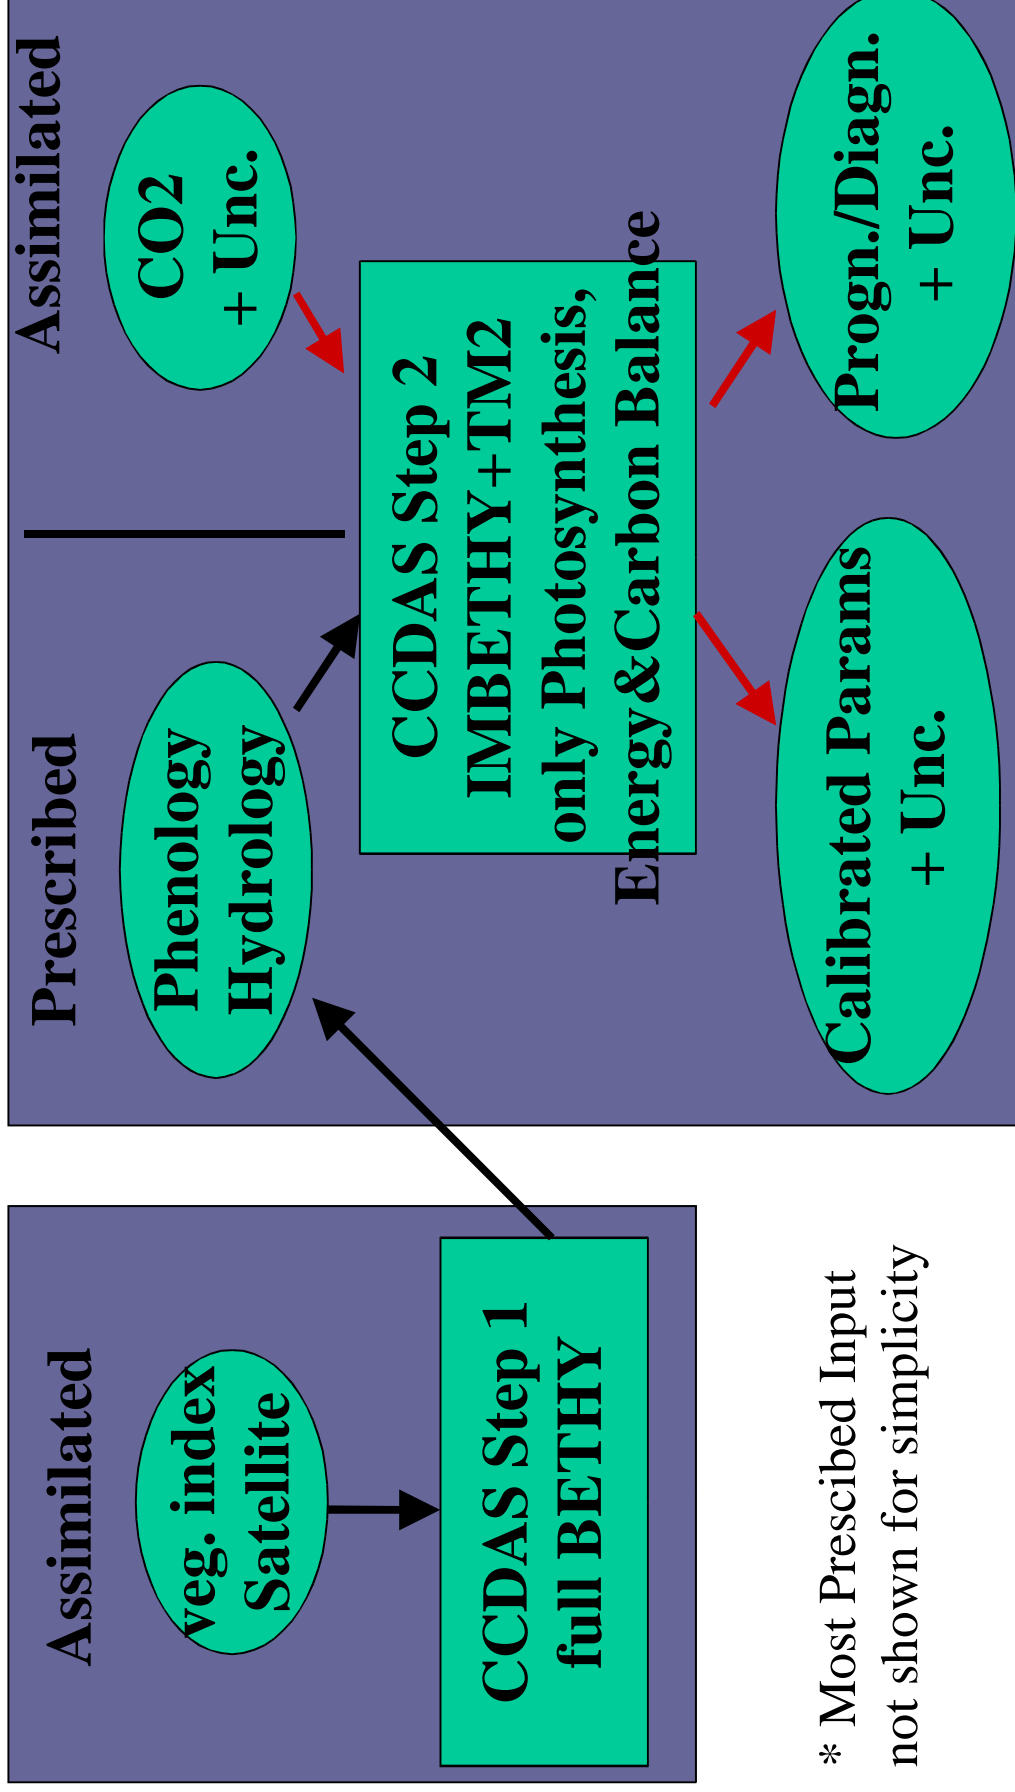 Assimilated
veg. index
Satellite
CCDAS Step 1
full BETHY
* Most Prescibed Input
not shown for simplicity
Prescribed
Assimilated
Phenology
Hydrology
CO2
+ Unc.
CCDAS Step 2
IMBETHY+TM2
only Photosynthesis,
Energy&Carbon Balance
Calibrated Params
+ Unc.
Progn./Diagn.
+ Unc.